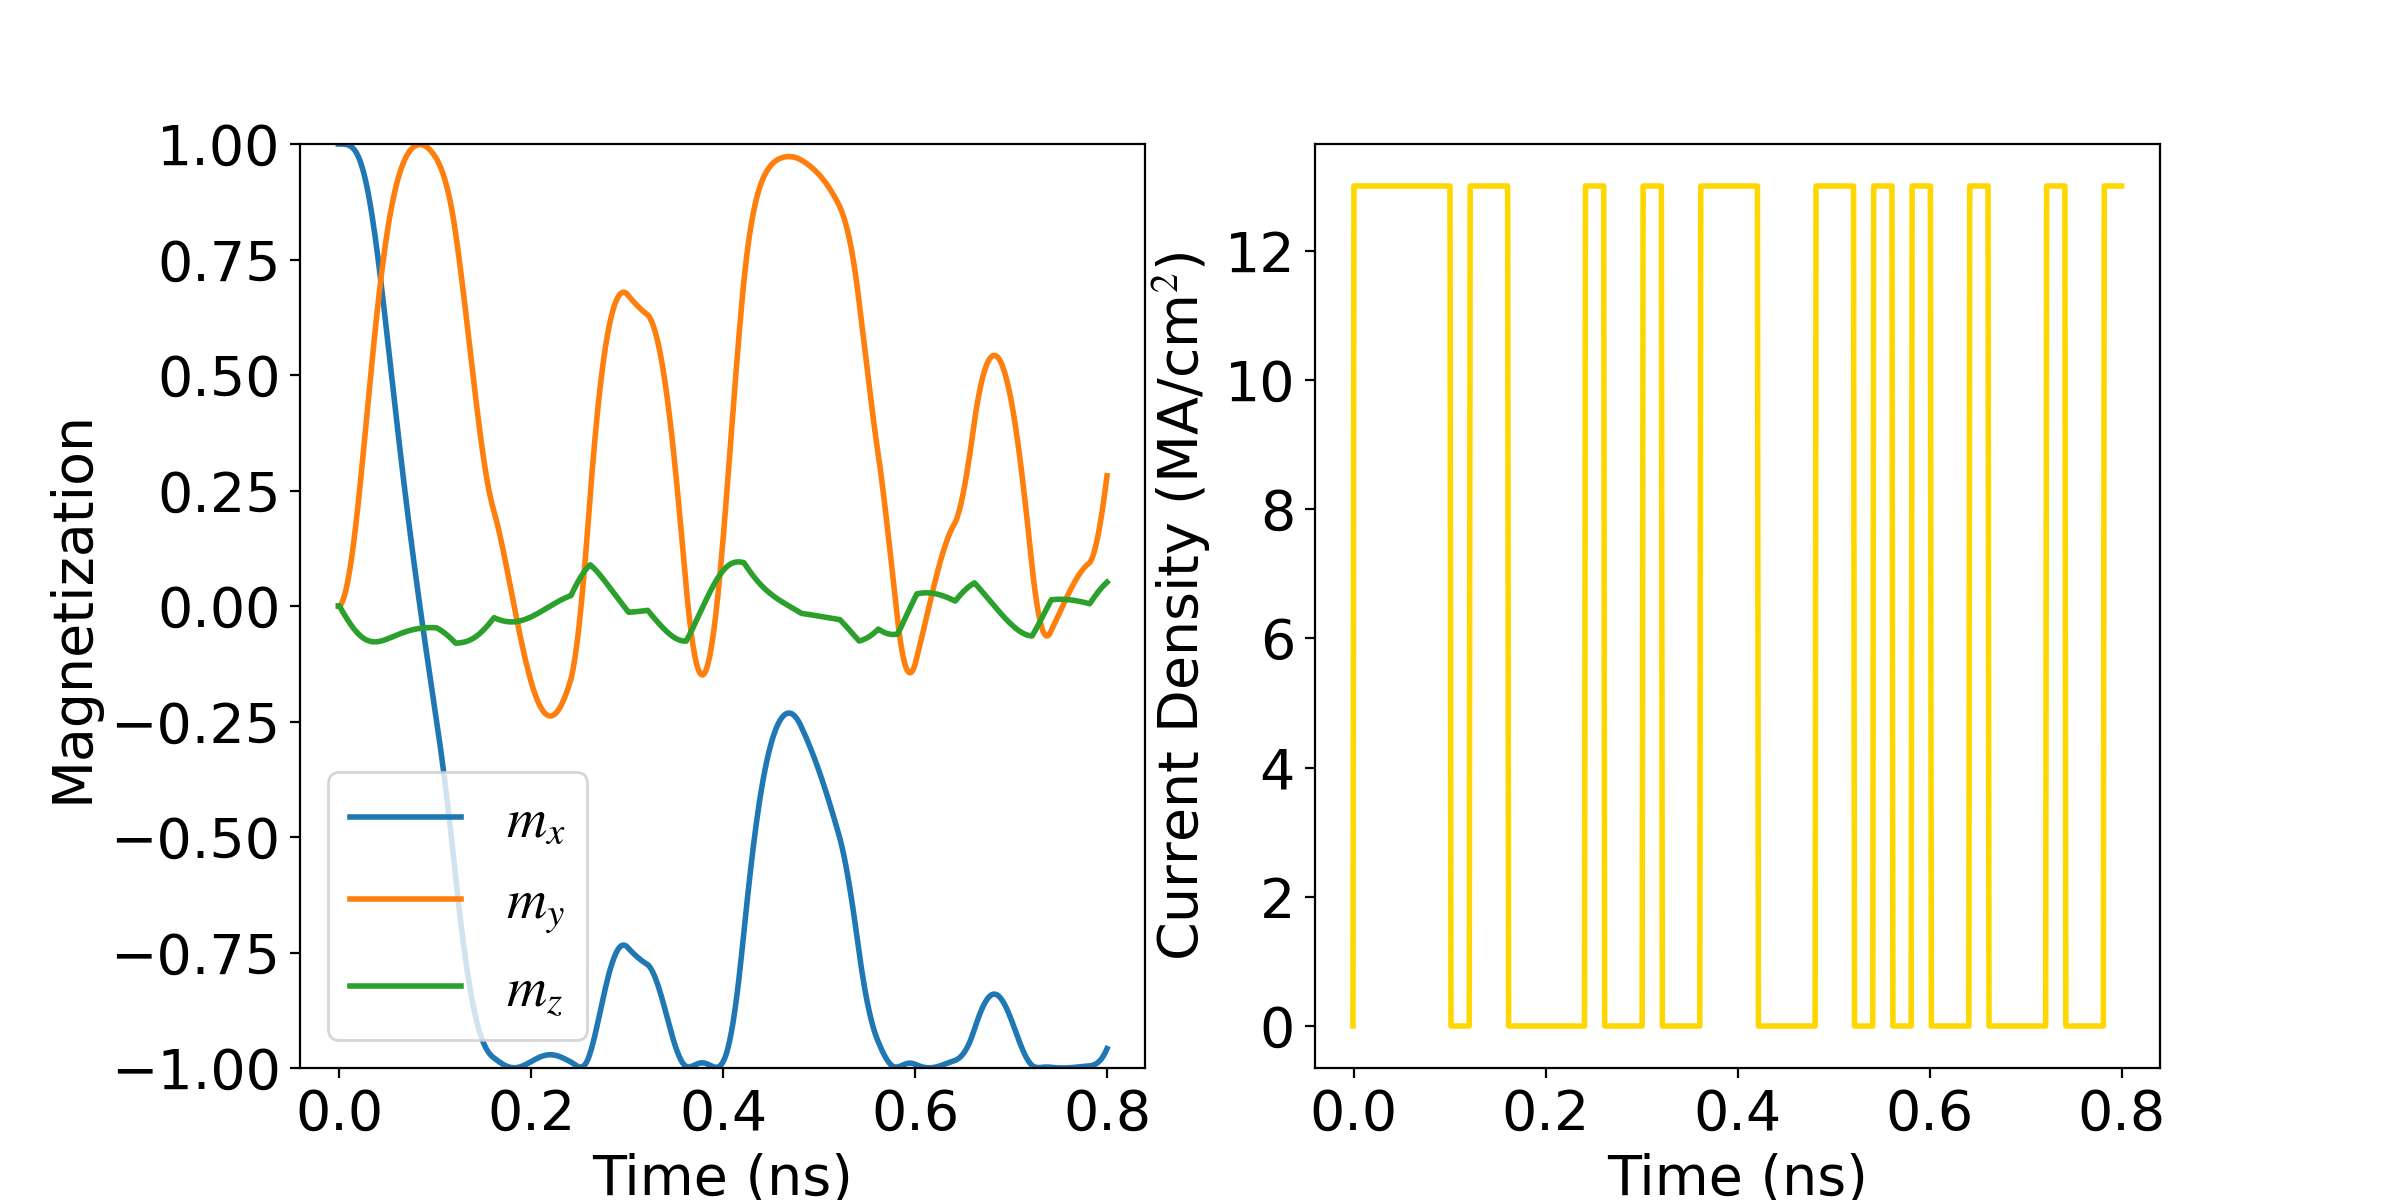 1.00
0.75
0.50
0.25
0.00
−0.25
−0.50
−0.75
−1.00
Magnetization
0.0 0.2 0.4 0.6 0.8
Time (ns)
m_x
m_y
m_z
12
10
8
6
4
2
0
Current Density (MA/cm²)
0.0 0.2 0.4 0.6 0.8
Time (ns)